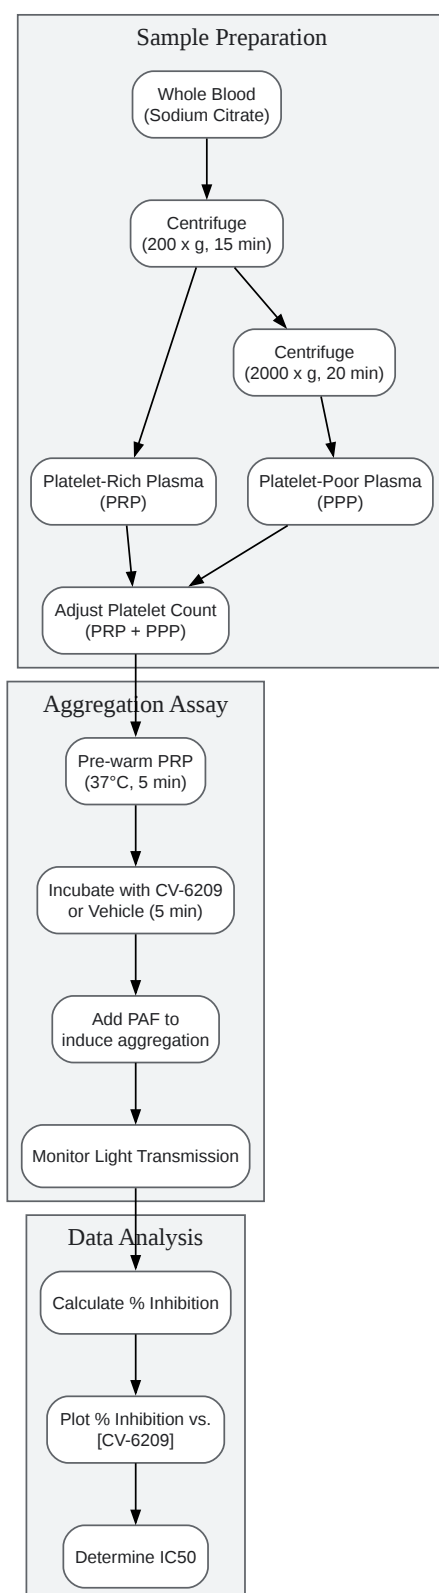 Sample Preparation
Whole Blood
(Sodium Citrate)
Centrifuge
(200 x g, 15 min)
Centrifuge
(2000 x g, 20 min)
Platelet-Rich Plasma
(PRP)
Platelet-Poor Plasma
(PPP)
Adjust Platelet Count
(PRP + PPP)
Aggregation Assay
Pre-warm PRP
(37°C, 5 min)
Incubate with CV-6209
or Vehicle (5 min)
Add PAF to
induce aggregation
Monitor Light Transmission
Data Analysis
Calculate % Inhibition
Plot % Inhibition vs.
[CV-6209]
Determine IC50